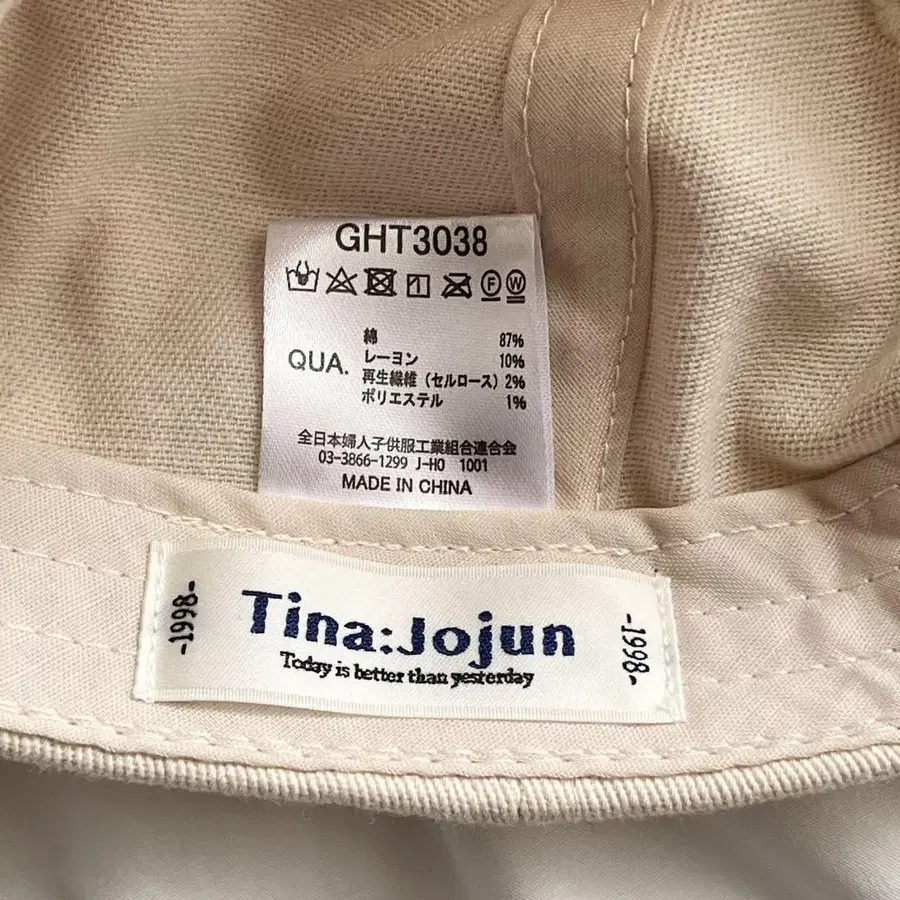 GHT3038
F W
綿 87%
QUA. レーヨン 10%
再生繊維（セルロース）2%
ポリエステル 1%
全日本婦人子供服工業組合連合会
03-3866-1299 J-HO 1001
MADE IN CHINA
-1998-
Tina:Jojun
Today is better than yesterday
-1998-